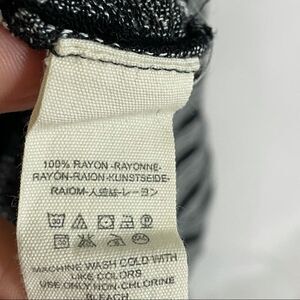 100% RAYON-RAYONNE-
RAYÓN-RAION-KUNSTSEIDE-
RAIOM-人造絲-レーヨン
MACHINE WASH COLD WITH
LIKE COLORS
USE ONLY NON-CHLORINE
BLEACH